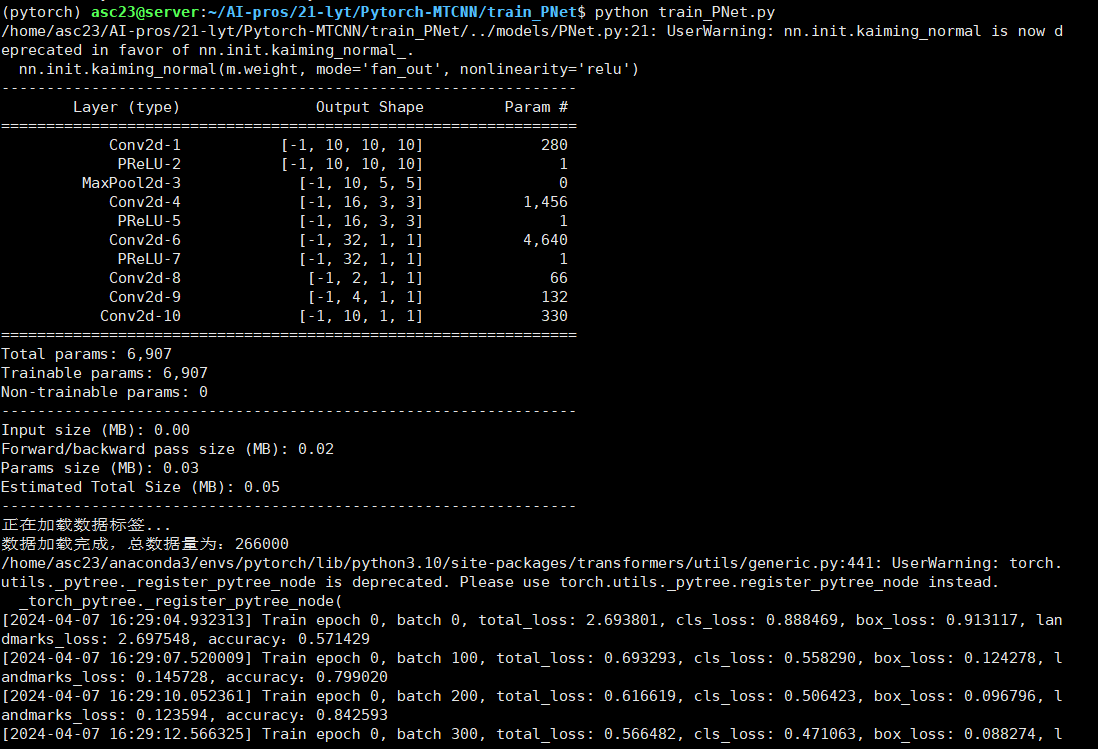 (pytorch) asc23@server:~/AI-pros/21-lyt/Pytorch-MTCNN/train_PNet$ python train_PNet.py
/home/asc23/AI-pros/21-lyt/Pytorch-MTCNN/train_PNet/../models/PNet.py:21: UserWarning: nn.init.kaiming_normal is now d
eprecated in favor of nn.init.kaiming_normal_.
  nn.init.kaiming_normal(m.weight, mode='fan_out', nonlinearity='relu')
----------------------------------------------------------------
        Layer (type)               Output Shape         Param #
================================================================
            Conv2d-1           [-1, 10, 10, 10]             280
             PReLU-2           [-1, 10, 10, 10]               1
         MaxPool2d-3             [-1, 10, 5, 5]               0
            Conv2d-4             [-1, 16, 3, 3]           1,456
             PReLU-5             [-1, 16, 3, 3]               1
            Conv2d-6             [-1, 32, 1, 1]           4,640
             PReLU-7             [-1, 32, 1, 1]               1
            Conv2d-8              [-1, 2, 1, 1]              66
            Conv2d-9              [-1, 4, 1, 1]             132
           Conv2d-10             [-1, 10, 1, 1]             330
================================================================
Total params: 6,907
Trainable params: 6,907
Non-trainable params: 0
----------------------------------------------------------------
Input size (MB): 0.00
Forward/backward pass size (MB): 0.02
Params size (MB): 0.03
Estimated Total Size (MB): 0.05
----------------------------------------------------------------
正在加载数据标签...
数据加载完成，总数据量为：266000
/home/asc23/anaconda3/envs/pytorch/lib/python3.10/site-packages/transformers/utils/generic.py:441: UserWarning: torch.
utils._pytree._register_pytree_node is deprecated. Please use torch.utils._pytree.register_pytree_node instead.
  _torch_pytree._register_pytree_node(
[2024-04-07 16:29:04.932313] Train epoch 0, batch 0, total_loss: 2.693801, cls_loss: 0.888469, box_loss: 0.913117, lan
dmarks_loss: 2.697548, accuracy：0.571429
[2024-04-07 16:29:07.520009] Train epoch 0, batch 100, total_loss: 0.693293, cls_loss: 0.558290, box_loss: 0.124278, l
andmarks_loss: 0.145728, accuracy：0.799020
[2024-04-07 16:29:10.052361] Train epoch 0, batch 200, total_loss: 0.616619, cls_loss: 0.506423, box_loss: 0.096796, l
andmarks_loss: 0.123594, accuracy：0.842593
[2024-04-07 16:29:12.566325] Train epoch 0, batch 300, total_loss: 0.566482, cls_loss: 0.471063, box_loss: 0.088274, l